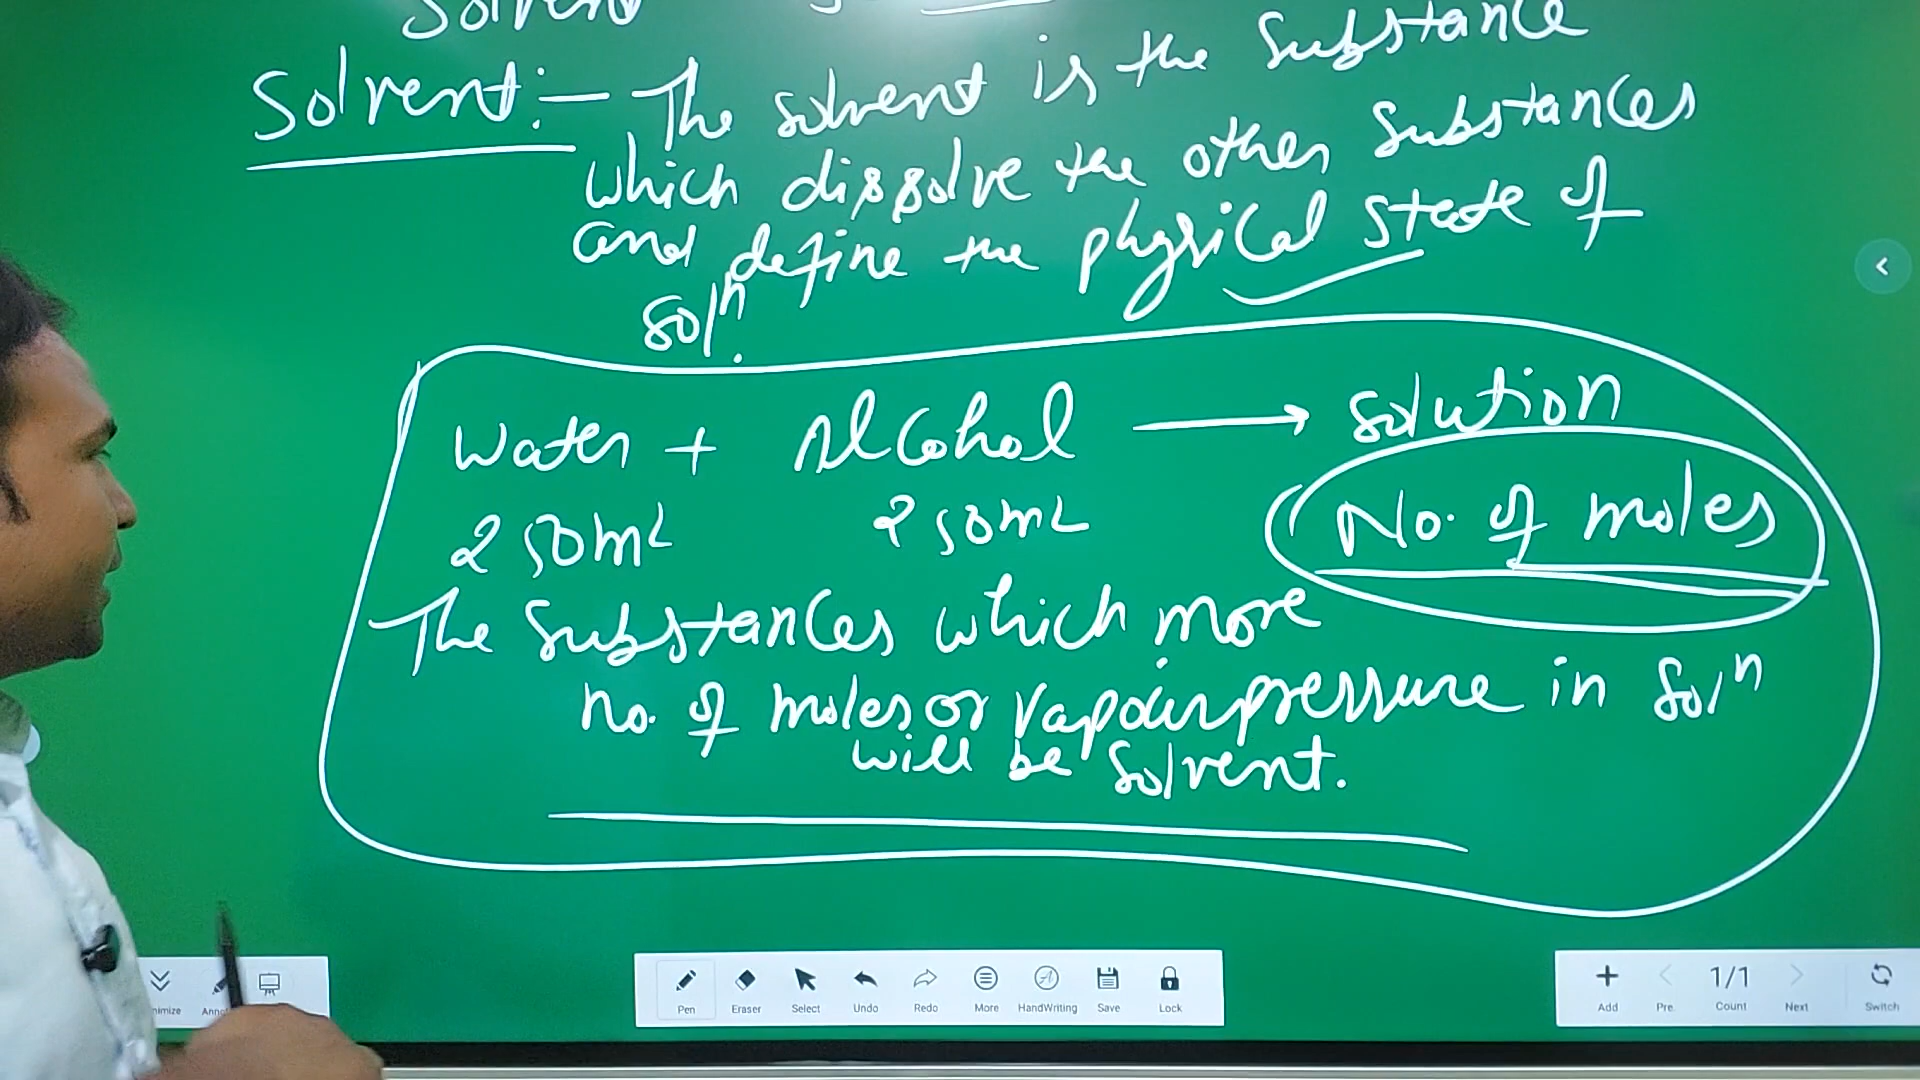 Solvent
Solvent:- The solvent is the substance
which dissolve the other substances
and define the physical state of
solⁿ.
Water + Alcohol → solution
250mL 250mL (No. of moles
The substances which more
no. of moles or vapour pressure in solⁿ
will be solvent.
Pen Eraser Select Undo Redo More HandWriting Save Lock
Add Pre. 1/1 Count Next Switch